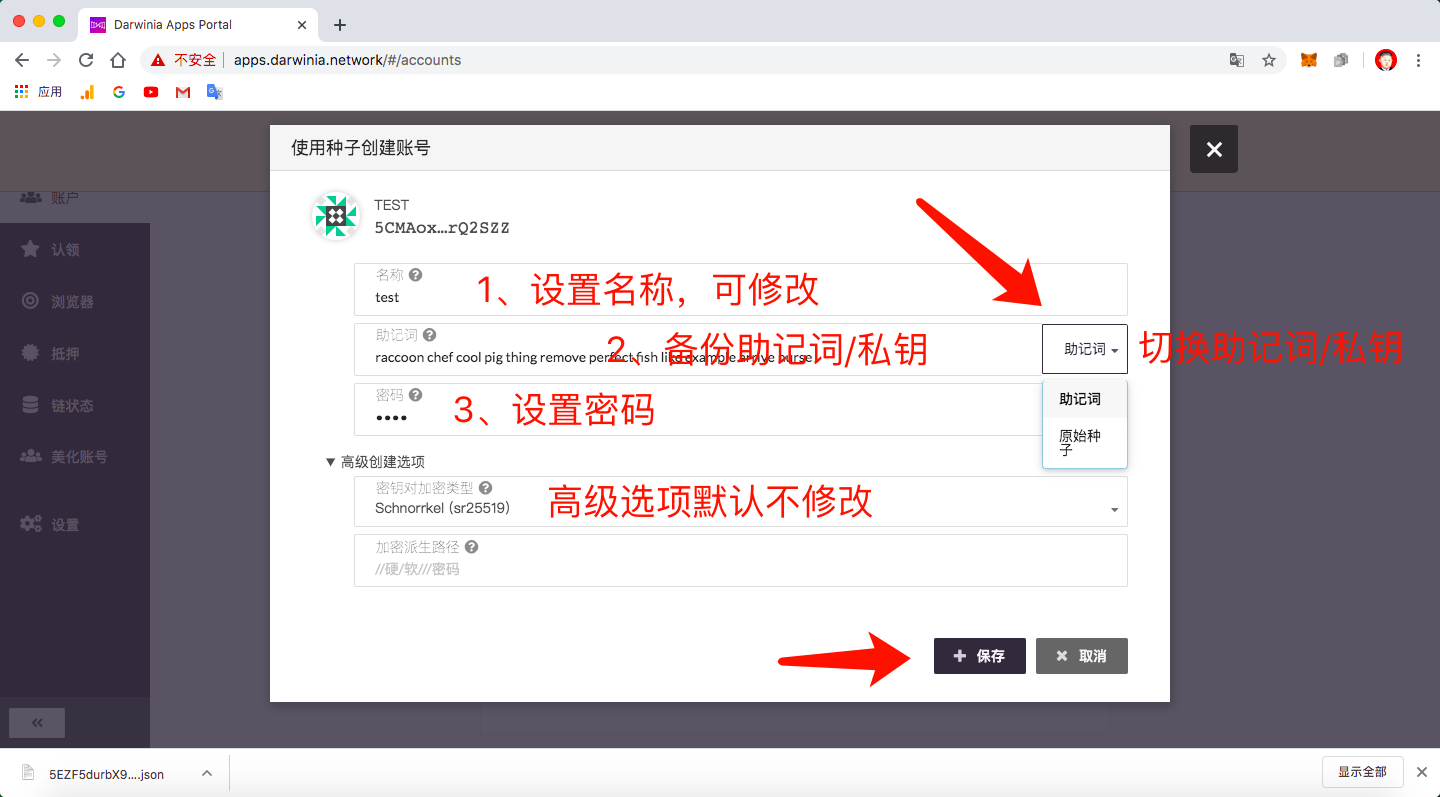 Darwinia Apps Portal
不安全
apps.darwinia.network/#/accounts
应用
使用种子创建账号
账户
TEST
5CMAox…rQ2SZZ
认领
浏览器
抵押
链状态
美化账号
设置
名称
test
1、设置名称，可修改
助记词
raccoon chef cool pig thing remove perfect fish like example arrive purse
2、备份助记词/私钥
助记词
切换助记词/私钥
助记词
原始种
子
密码
••••
3、设置密码
高级创建选项
密钥对加密类型
Schnorrkel (sr25519)
高级选项默认不修改
加密派生路径
//硬/软///密码
保存
取消
5EZF5durbX9….json
显示全部